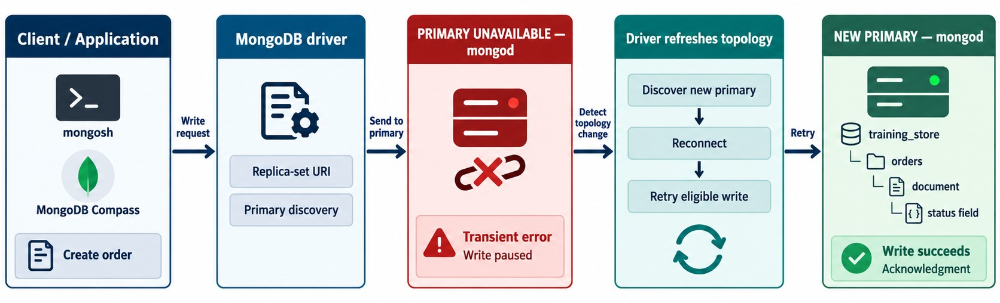 Client / Application
mongosh
MongoDB Compass
Create order
Write
request
MongoDB driver
Replica-set URI
Primary discovery
Send to
primary
PRIMARY UNAVAILABLE —
mongod
Transient error
Write paused
Detect
topology
change
Driver refreshes topology
Discover new primary
Reconnect
Retry eligible write
Retry
NEW PRIMARY — mongod
training_store
orders
document
status field
Write succeeds
Acknowledgment